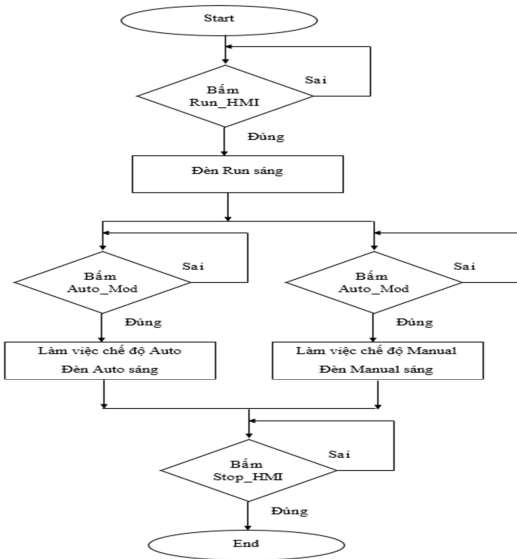 Start
Sai
Bấm
Run_HMI
Đúng
Đèn Run sáng
Sai
Bấm
Auto_Mod
Đúng
Làm việc chế độ Auto
Đèn Auto sáng
Sai
Bấm
Auto_Mod
Đúng
Làm việc chế độ Manual
Đèn Manual sáng
Sai
Bấm
Stop_HMI
Đúng
End